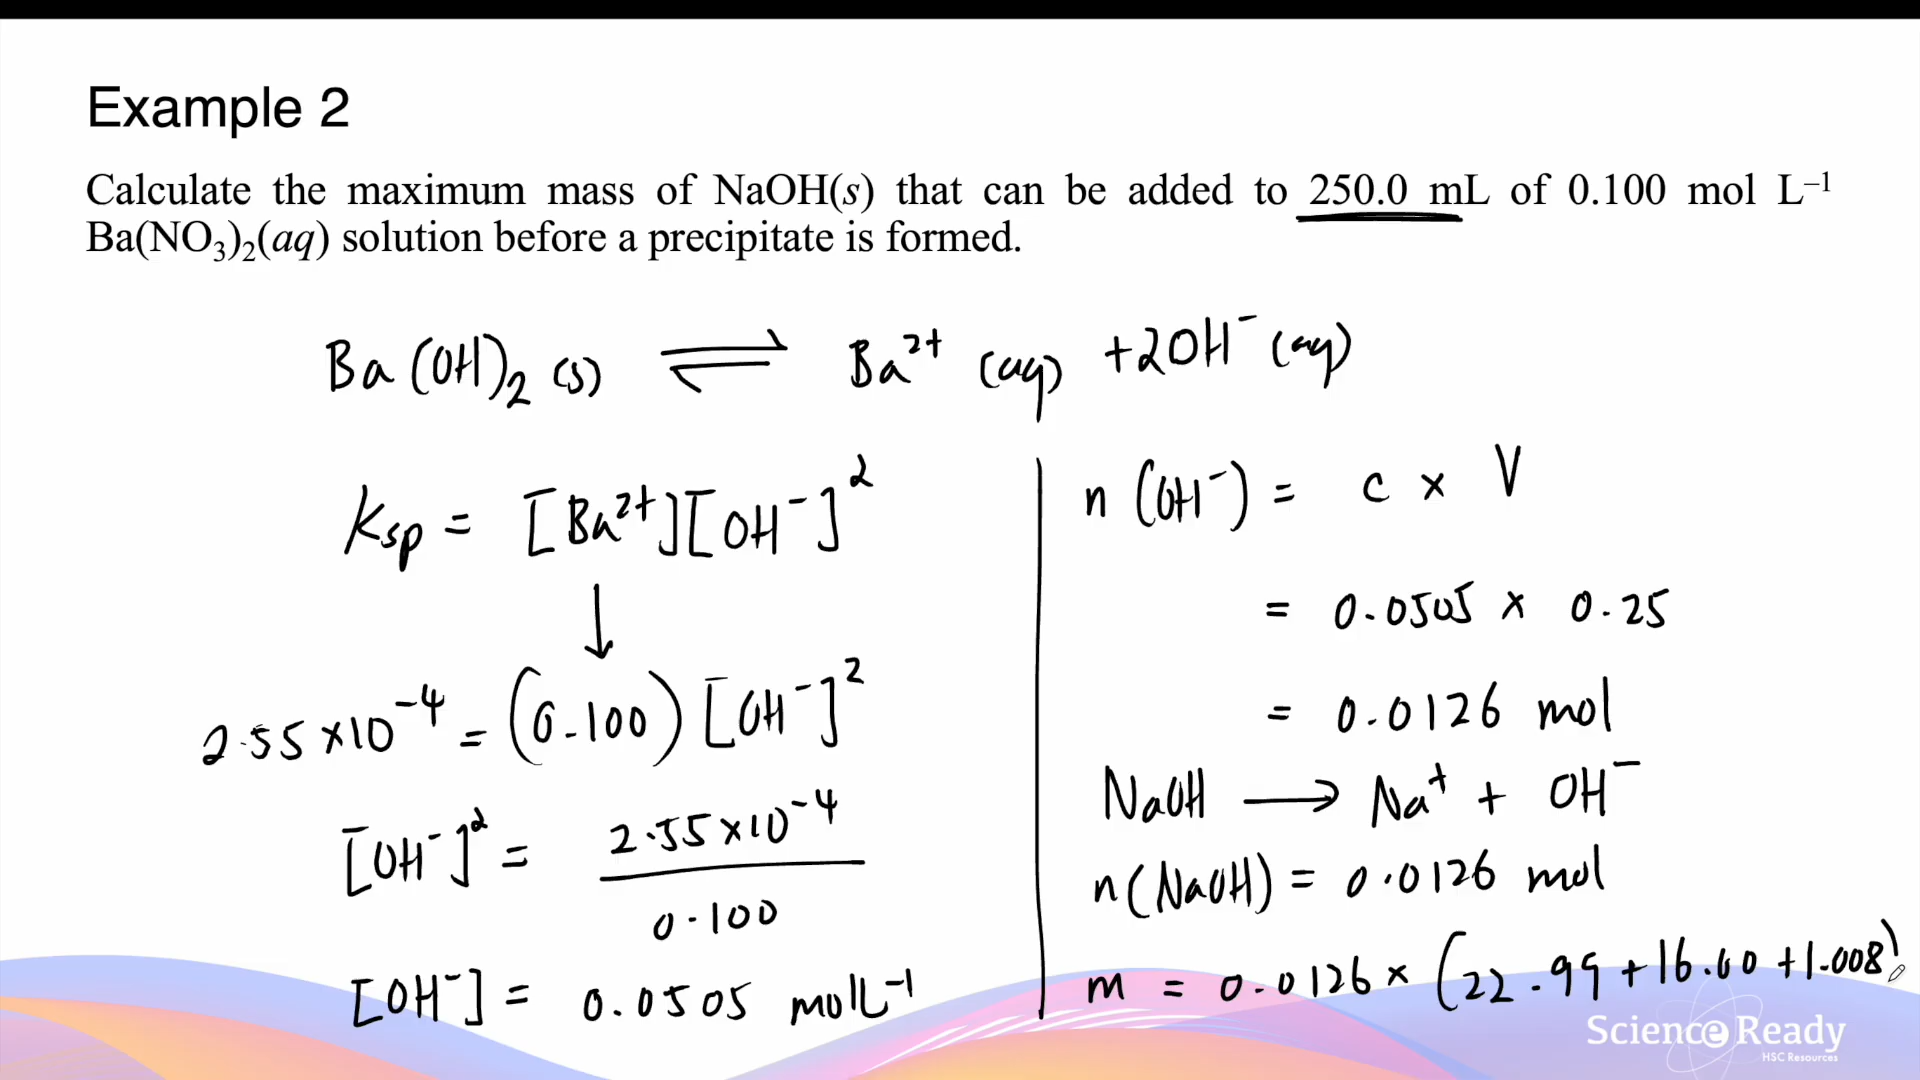 Example 2
Calculate the maximum mass of NaOH(s) that can be added to 250.0 mL of 0.100 mol L⁻¹
Ba(NO₃)₂(aq) solution before a precipitate is formed.
Ba(OH)₂(s) ⇌ Ba²⁺(aq) + 2OH⁻(aq)
Ksp = [Ba²⁺][OH⁻]²
↓
2.55×10⁻⁴ = (0.100)[OH⁻]²
[OH⁻]² = 2.55×10⁻⁴
0.100
[OH⁻] = 0.0505 molL⁻¹
n(OH⁻) = c × V
= 0.0505 × 0.25
= 0.0126 mol
NaOH → Na⁺ + OH⁻
n(NaOH) = 0.0126 mol
m = 0.0126 × (22.99 + 16.00 + 1.008)
Science Ready
HSC Resources